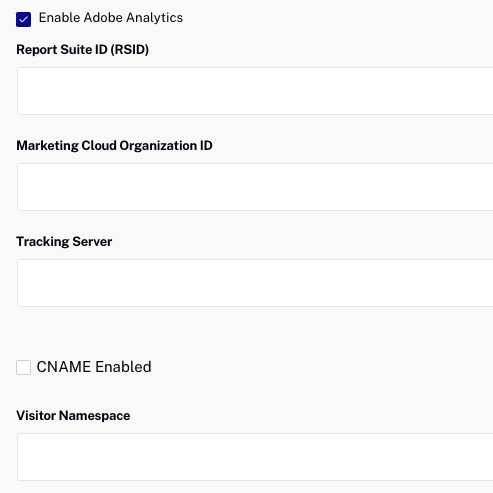 Enable Adobe Analytics
Report Suite ID (RSID)
Marketing Cloud Organization ID
Tracking Server
CNAME Enabled
Visitor Namespace